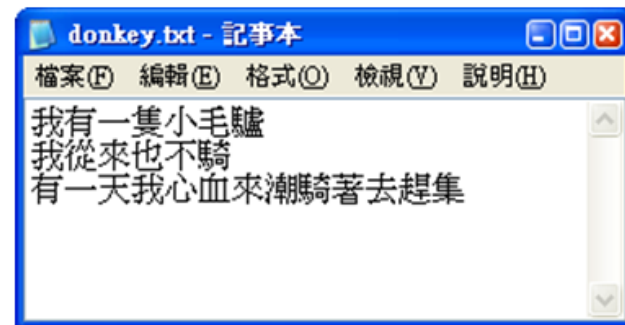 donkey.txt - 記事本
檔案(F) 編輯(E) 格式(O) 檢視(V) 說明(H)
我有一隻小毛驢
我從來也不騎
有一天我心血來潮騎著去趕集